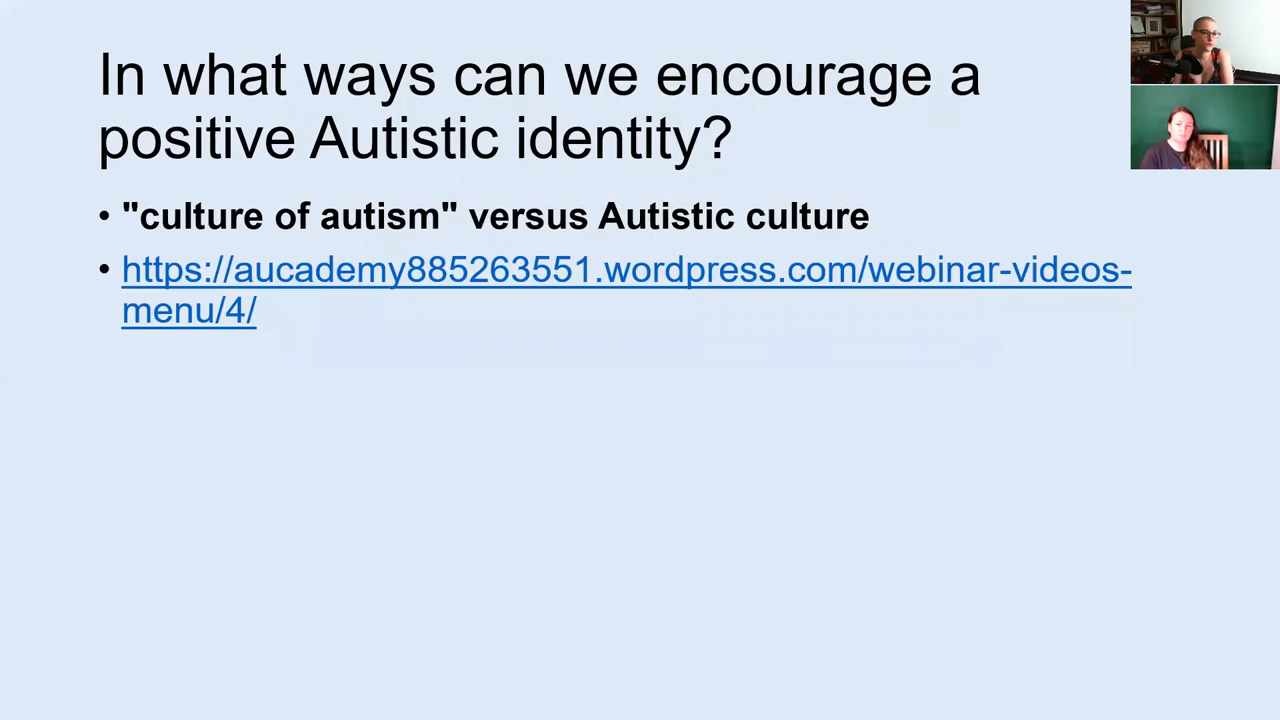 In what ways can we encourage a
positive Autistic identity?
• "culture of autism" versus Autistic culture
• https://aucademy885263551.wordpress.com/webinar-videos-
menu/4/